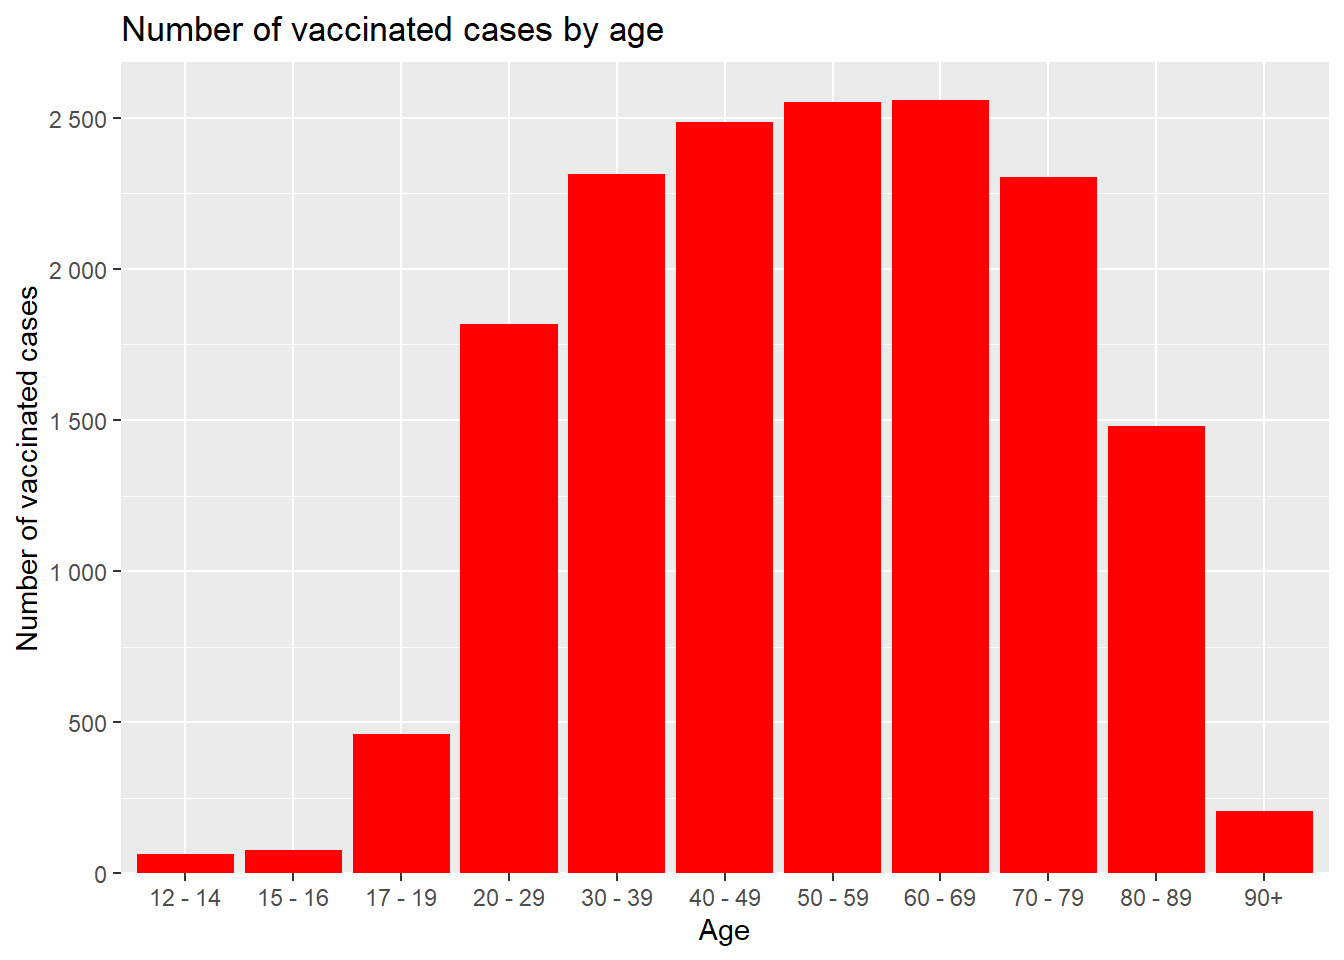 Number of vaccinated cases by age
Number of vaccinated cases
2 500
2 000
1 500
1 000
500
0
12 - 14
15 - 16
17 - 19
20 - 29
30 - 39
40 - 49
50 - 59
60 - 69
70 - 79
80 - 89
90+
Age